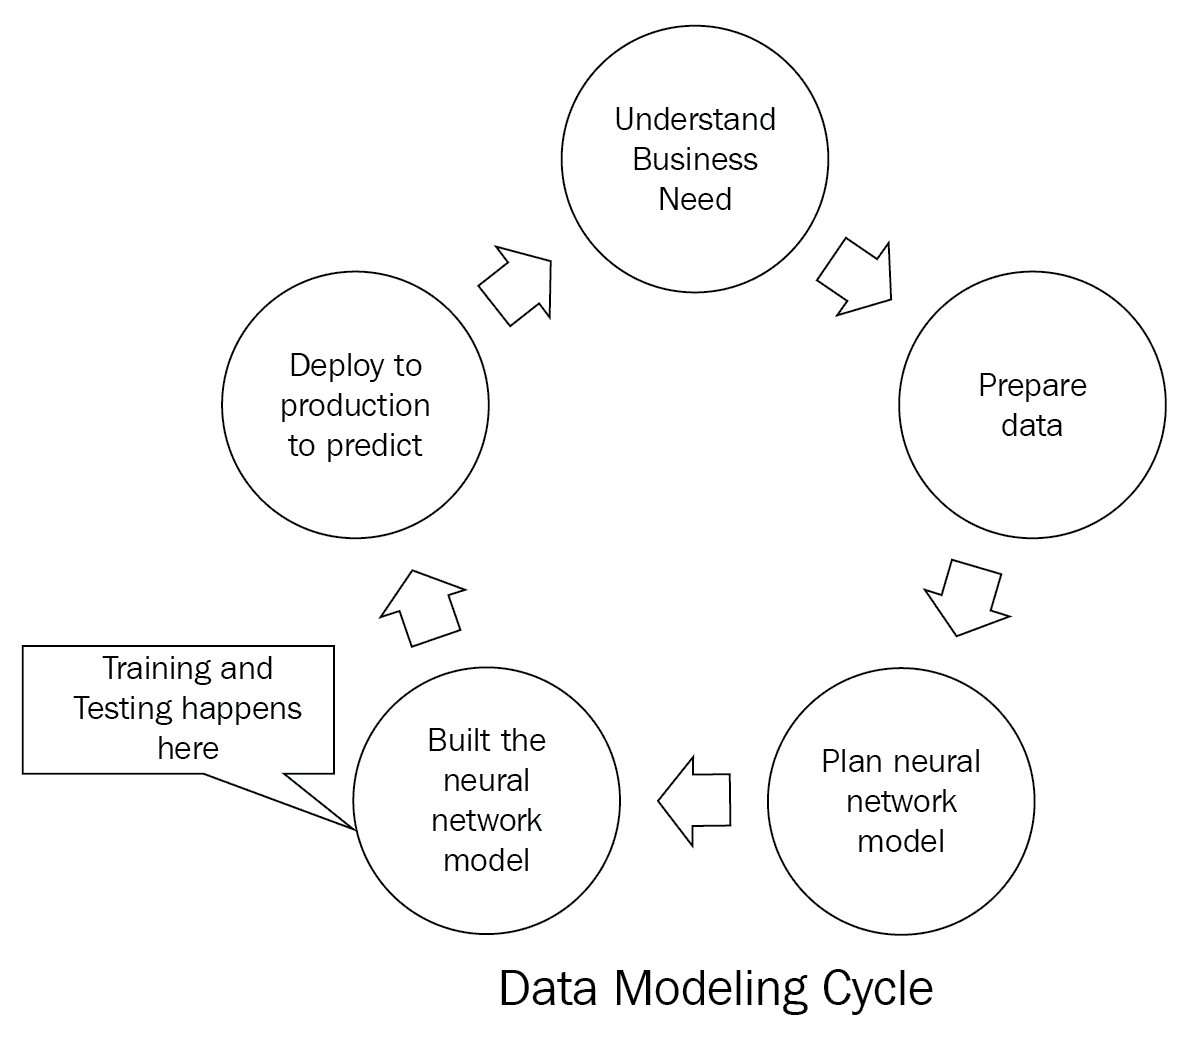 Understand
Business
Need
Prepare
data
Plan neural
network
model
Built the
neural
network
model
Training and
Testing happens
here
Deploy to
production
to predict
Data Modeling Cycle